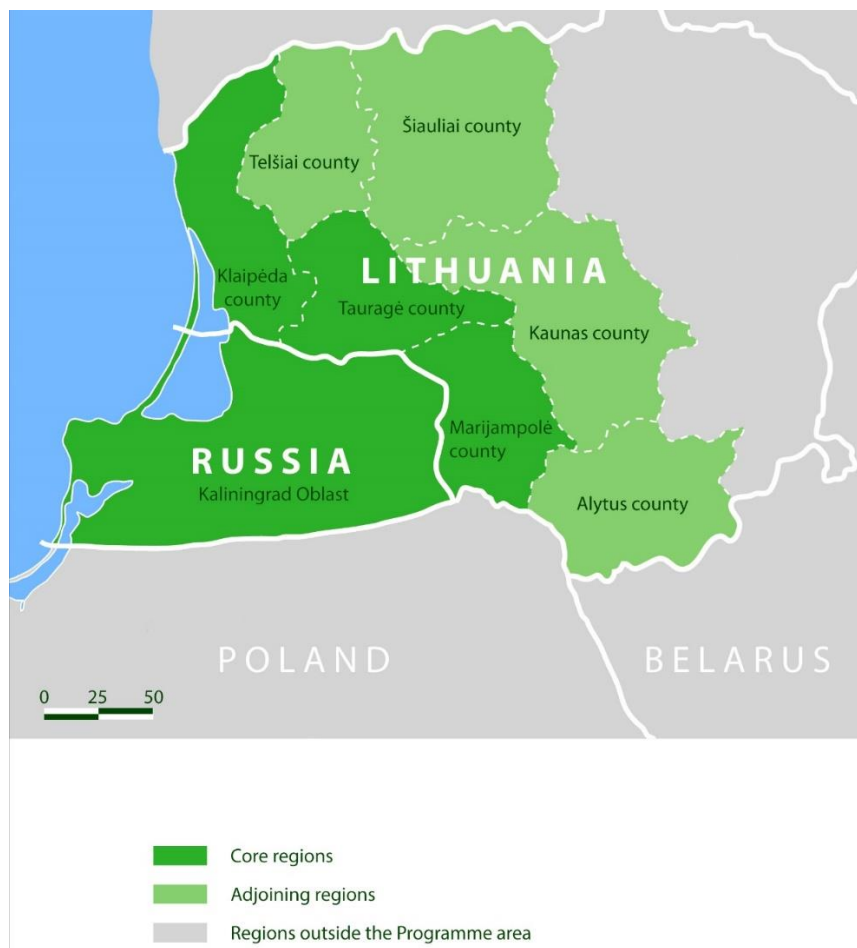 Šiauliai county
Telšiai county
LITHUANIA
Klaipėda
county
Tauragė county
Kaunas county
Marijampolė
county
RUSSIA
Kaliningrad Oblast
Alytus county
POLAND
BELARUS
0 25 50
Core regions
Adjoining regions
Regions outside the Programme area